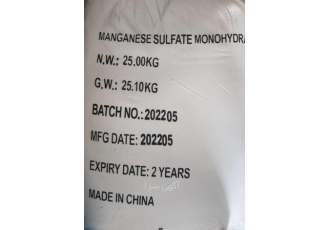 MANGANESE SULFATE MONOHYDRA
N.W.: 25.00KG
G.W.: 25.10KG
BATCH NO.: 202205
MFG DATE: 202205
EXPIRY DATE: 2 YEARS
MADE IN CHINA